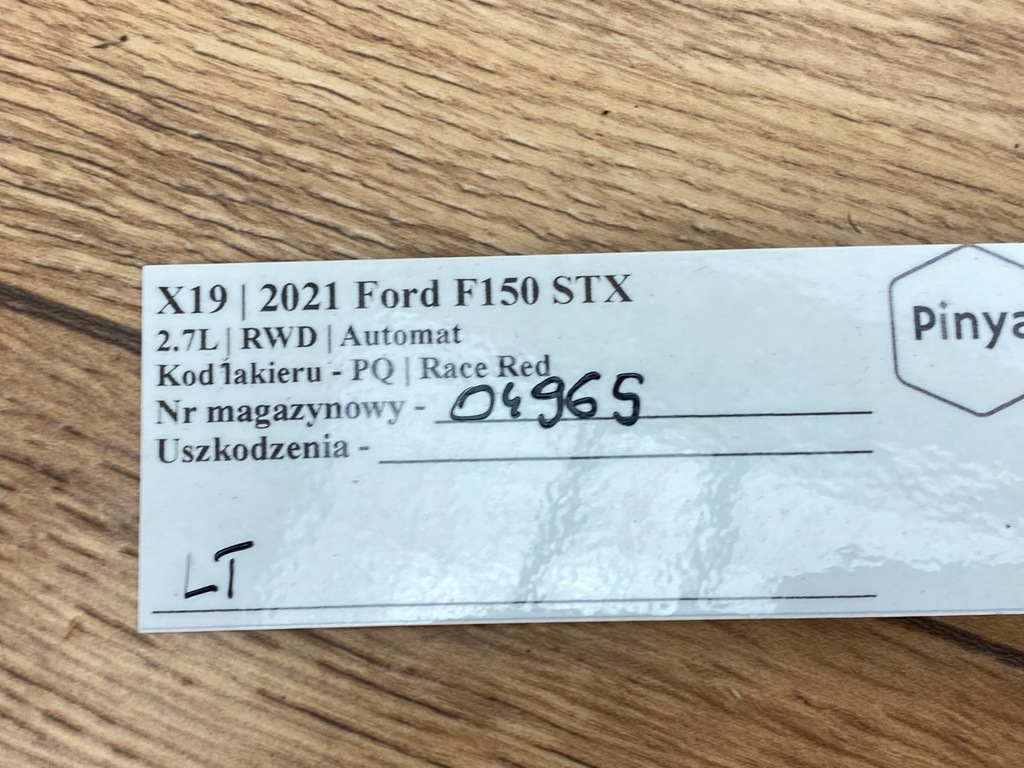 X19 | 2021 Ford F150 STX
2.7L | RWD | Automat
Kod lakieru - PQ | Race Red
Nr magazynowy - 04965
Uszkodzenia -
LT
Pinya